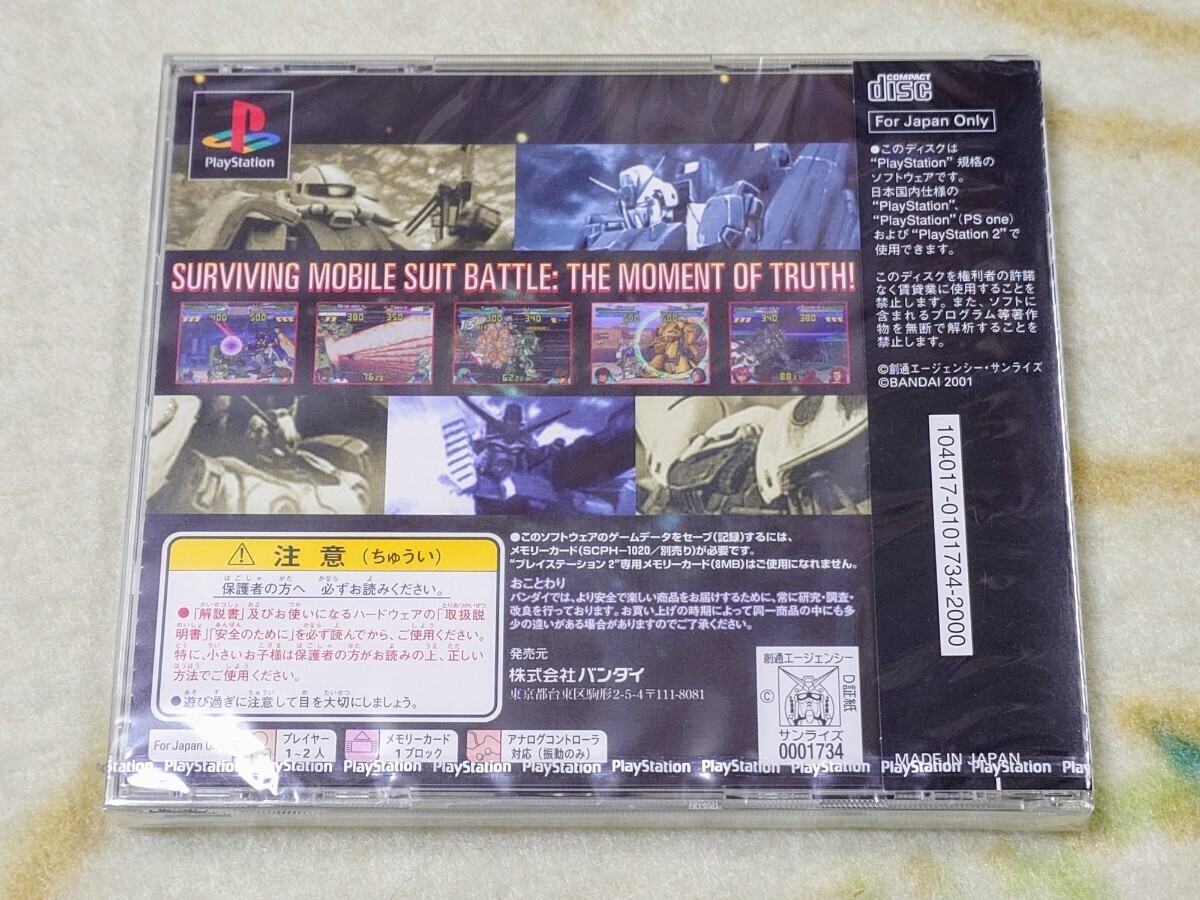 PlayStation
COMPACT
disc
For Japan Only
●このディスクは
"PlayStation" 規格の
ソフトウェアです。
日本国内仕様の
"PlayStation"、
"PlayStation"(PS one)
および"PlayStation 2"で
使用できます。
このディスクを権利者の許諾
なく賃貸業に使用することを
禁止します。また、ソフトに
含まれるプログラム等著作
物を無断で解析することを
禁止します。
©創通エージェンシー・サンライズ
©BANDAI 2001
104017-0101734-2000
SURVIVING MOBILE SUIT BATTLE: THE MOMENT OF TRUTH!
400 500
380 350
300 340
600 600
340 380
注意(ちゅうい)
保護者の方へ 必ずお読みください。
●「解説書」及びお使いになるハードウェアの「取扱説
明書」「安全のために」を必ず読んでから、ご使用ください。
特に、小さいお子様は保護者の方がお読みの上、正しい
方法でご使用ください。
●遊び過ぎに注意して目を大切にしましょう。
●このソフトウェアのゲームデータをセーブ(記録)するには、
メモリーカード(SCPH-1020/別売り)が必要です。
"プレイステーション 2"専用メモリーカード(8MB)はご使用になれません。
おことわり
バンダイでは、より安全で楽しい商品をお届けするために、常に研究・調査・
改良を行っております。お買い上げの時期によって同一商品の中にも多
少の違いがある場合がありますのでご了承ください。
発売元
株式会社 バンダイ
東京都台東区駒形2-5-4〒111-8081
創通エージェンシー
©
証紙
サンライズ
0001734
For Japan
プレイヤー
1~2人
メモリーカード
1ブロック
アナログコントローラ
対応(振動のみ)
MADE IN JAPAN
PlayStation PlayStation PlayStation PlayStation PlayStation PlayStation PlayStation PlayStation PlayStation PlayStation